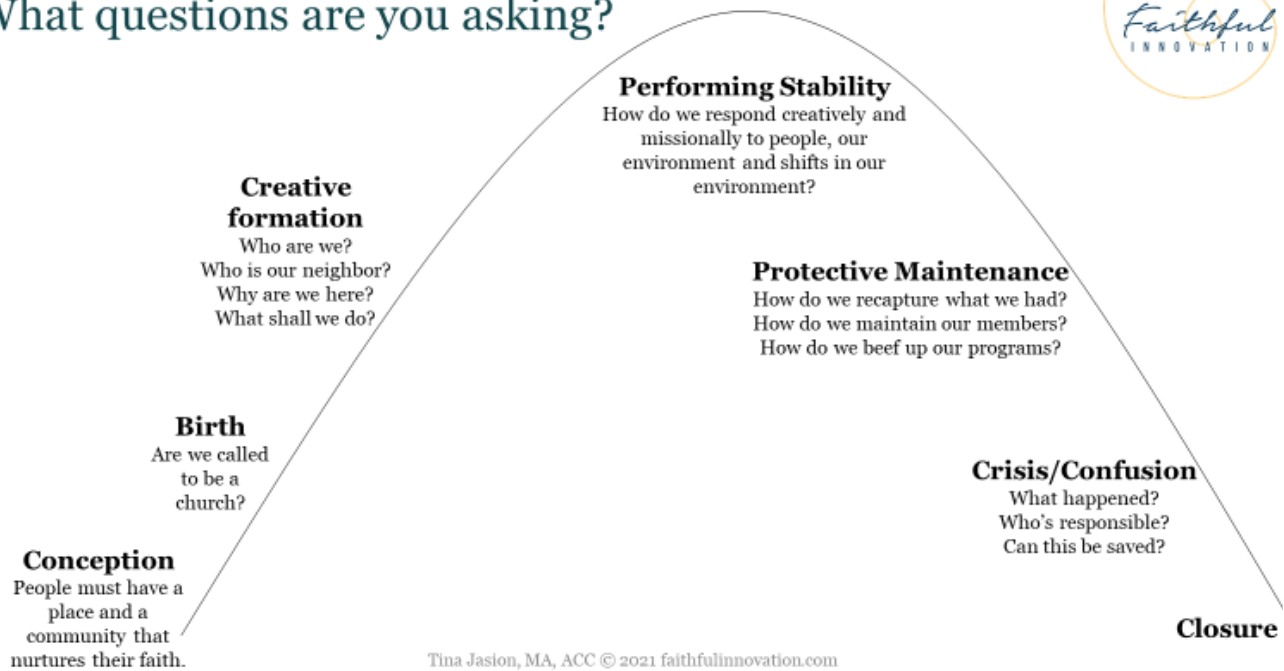 What questions are you asking?
Faithful
INNOVATION
Performing Stability
How do we respond creatively and
missionally to people, our
environment and shifts in our
environment?
Creative
formation
Who are we?
Who is our neighbor?
Why are we here?
What shall we do?
Protective Maintenance
How do we recapture what we had?
How do we maintain our members?
How do we beef up our programs?
Birth
Are we called
to be a
church?
Crisis/Confusion
What happened?
Who's responsible?
Can this be saved?
Conception
People must have a
place and a
community that
nurtures their faith.
Closure
Tina Jasion, MA, ACC © 2021 faithfulinnovation.com